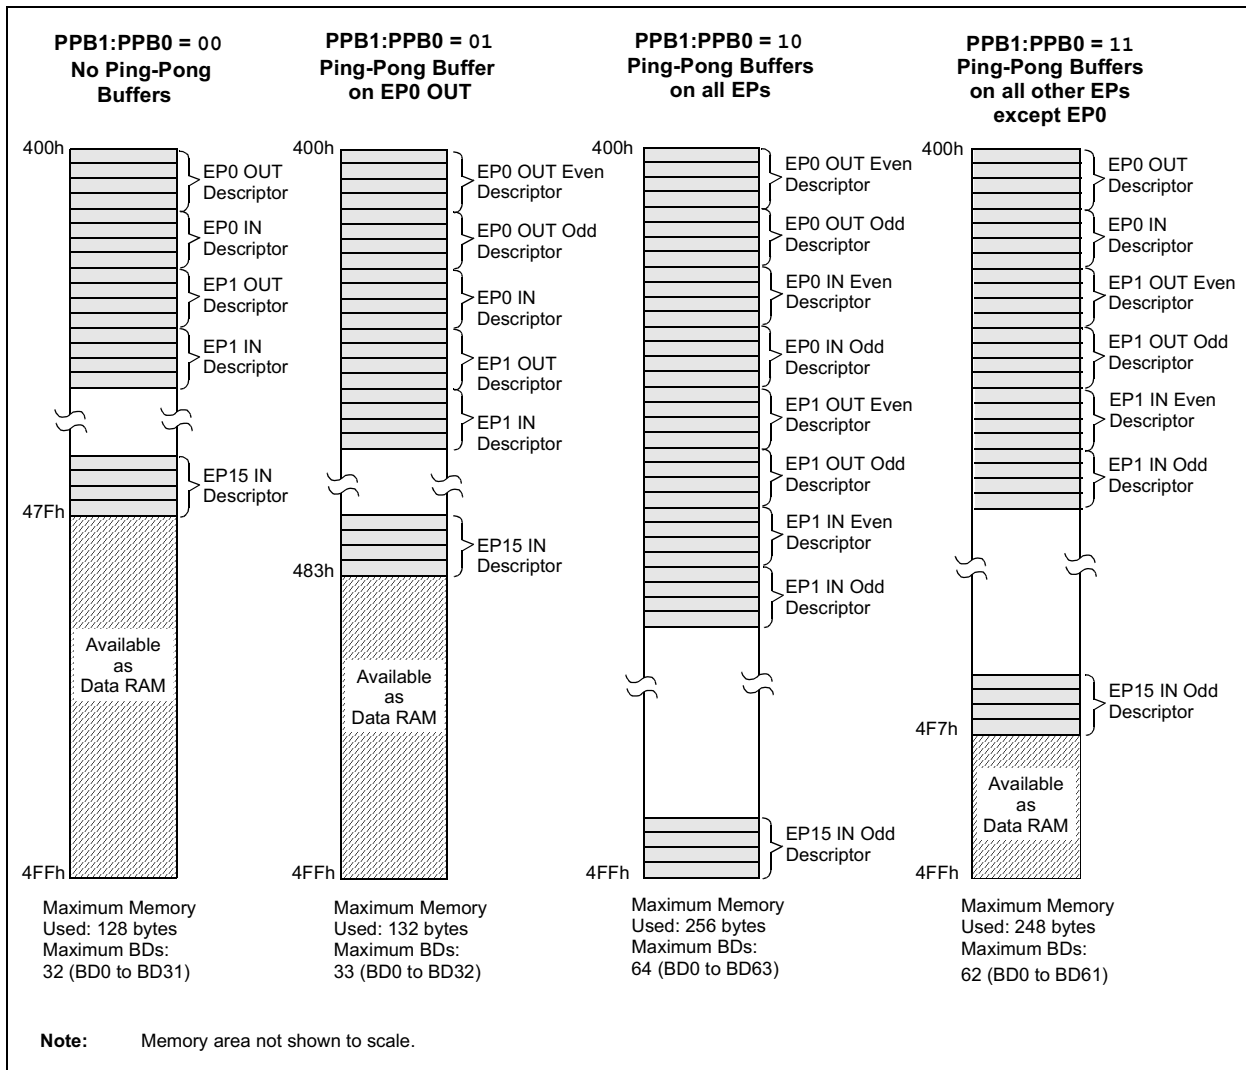 PPB1:PPB0 = 00
No Ping-Pong
Buffers
400h
EP0 OUT
Descriptor
EP0 IN
Descriptor
EP1 OUT
Descriptor
EP1 IN
Descriptor
EP15 IN
Descriptor
47Fh
Available
as
Data RAM
4FFh
Maximum Memory
Used: 128 bytes
Maximum BDs:
32 (BD0 to BD31)
PPB1:PPB0 = 01
Ping-Pong Buffer
on EP0 OUT
400h
EP0 OUT Even
Descriptor
EP0 OUT Odd
Descriptor
EP0 IN
Descriptor
EP1 OUT
Descriptor
EP1 IN
Descriptor
EP15 IN
Descriptor
483h
Available
as
Data RAM
4FFh
Maximum Memory
Used: 132 bytes
Maximum BDs:
33 (BD0 to BD32)
PPB1:PPB0 = 10
Ping-Pong Buffers
on all EPs
400h
EP0 OUT Even
Descriptor
EP0 OUT Odd
Descriptor
EP0 IN Even
Descriptor
EP0 IN Odd
Descriptor
EP1 OUT Even
Descriptor
EP1 OUT Odd
Descriptor
EP1 IN Even
Descriptor
EP1 IN Odd
Descriptor
EP15 IN Odd
Descriptor
4FFh
Maximum Memory
Used: 256 bytes
Maximum BDs:
64 (BD0 to BD63)
PPB1:PPB0 = 11
Ping-Pong Buffers
on all other EPs
except EP0
400h
EP0 OUT
Descriptor
EP0 IN
Descriptor
EP1 OUT Even
Descriptor
EP1 OUT Odd
Descriptor
EP1 IN Even
Descriptor
EP1 IN Odd
Descriptor
EP15 IN Odd
Descriptor
4F7h
Available
as
Data RAM
4FFh
Maximum Memory
Used: 248 bytes
Maximum BDs:
62 (BD0 to BD61)
Note: Memory area not shown to scale.